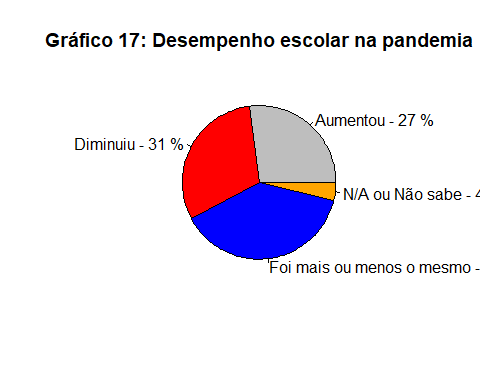 Gráfico 17: Desempenho escolar na pandemia
Aumentou - 27 %
Diminuiu - 31 %
N/A ou Não sabe - 4
Foi mais ou menos o mesmo -